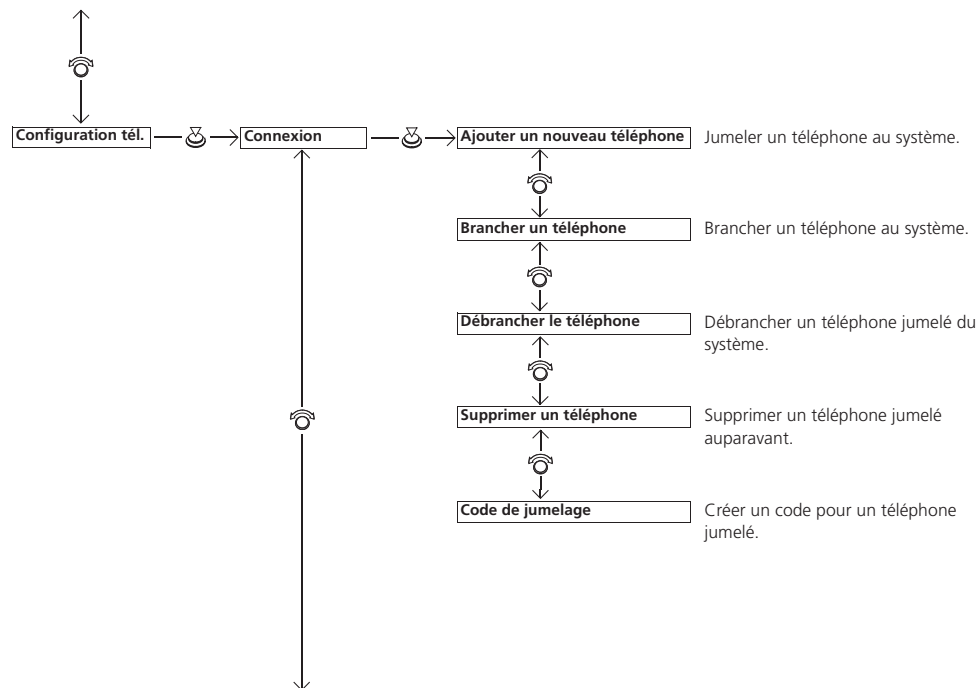 Configuration tél.
Connexion
Ajouter un nouveau téléphone
Jumeler un téléphone au système.
Brancher un téléphone
Brancher un téléphone au système.
Débrancher le téléphone
Débrancher un téléphone jumelé du
système.
Supprimer un téléphone
Supprimer un téléphone jumelé
auparavant.
Code de jumelage
Créer un code pour un téléphone
jumelé.